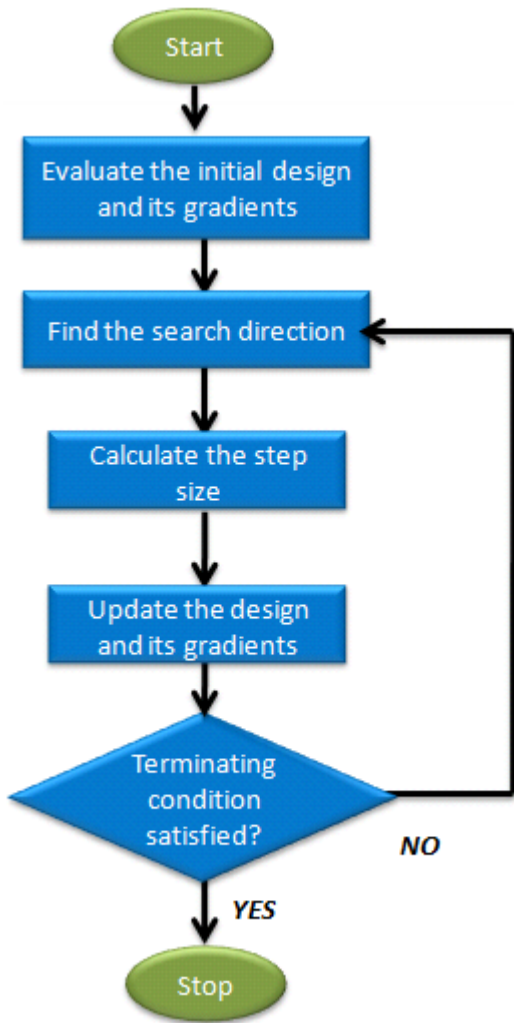 Start
Evaluate the initial design
and its gradients
Find the search direction
Calculate the step
size
Update the design
and its gradients
Terminating
condition
satisfied?
NO
YES
Stop